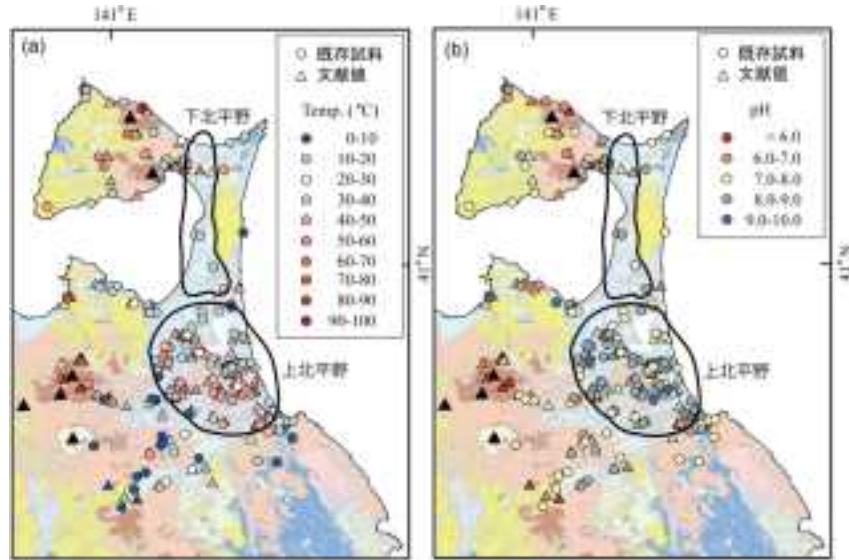 141°E
141°E
(a)
○ 既存試料
△ 文献値
下北平野
Temp. (°C)
0-10
10-20
20-30
30-40
40-50
50-60
60-70
70-80
80-90
90-100
上北平野
41°N
(b)
○ 既存試料
△ 文献値
下北平野
pH
< 6.0
6.0-7.0
7.0-8.0
8.0-9.0
9.0-10.0
上北平野
41°N